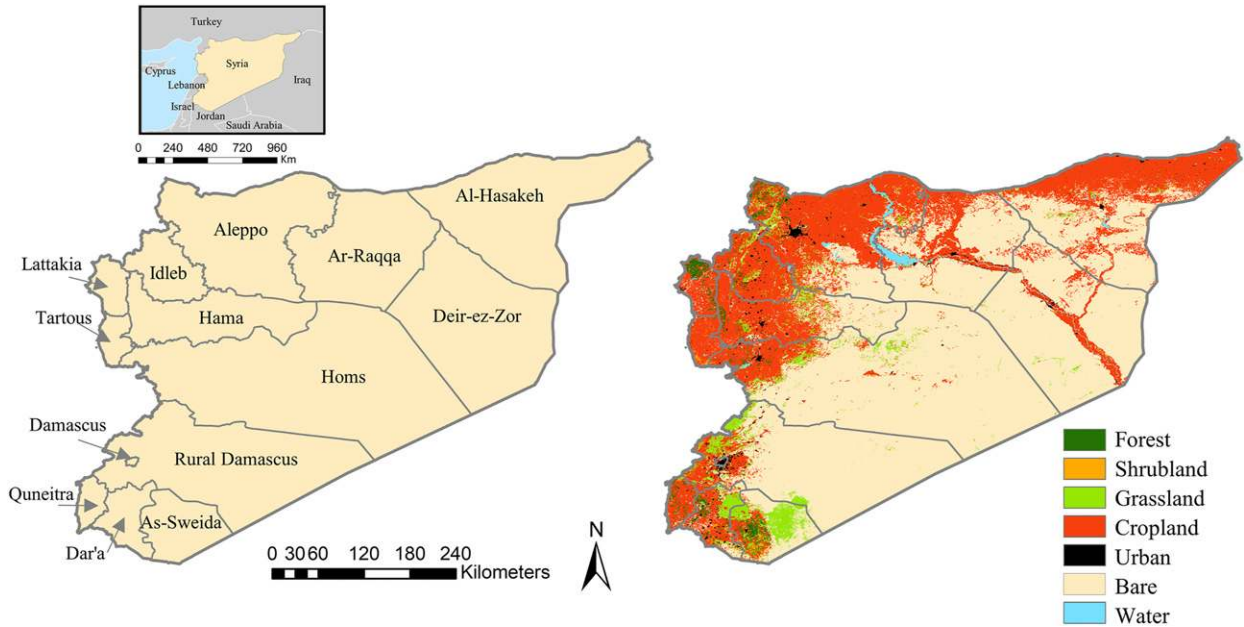 Turkey
Cyprus
Syria
Lebanon
Iraq
Israel
Jordan
Saudi Arabia
0 240 480 720 960
Km
Al-Hasakeh
Aleppo
Ar-Raqqa
Idleb
Lattakia
Hama
Deir-ez-Zor
Tartous
Homs
Damascus
Rural Damascus
Quneitra
As-Sweida
Dar'a
0 30 60 120 180 240
Kilometers
N
Forest
Shrubland
Grassland
Cropland
Urban
Bare
Water